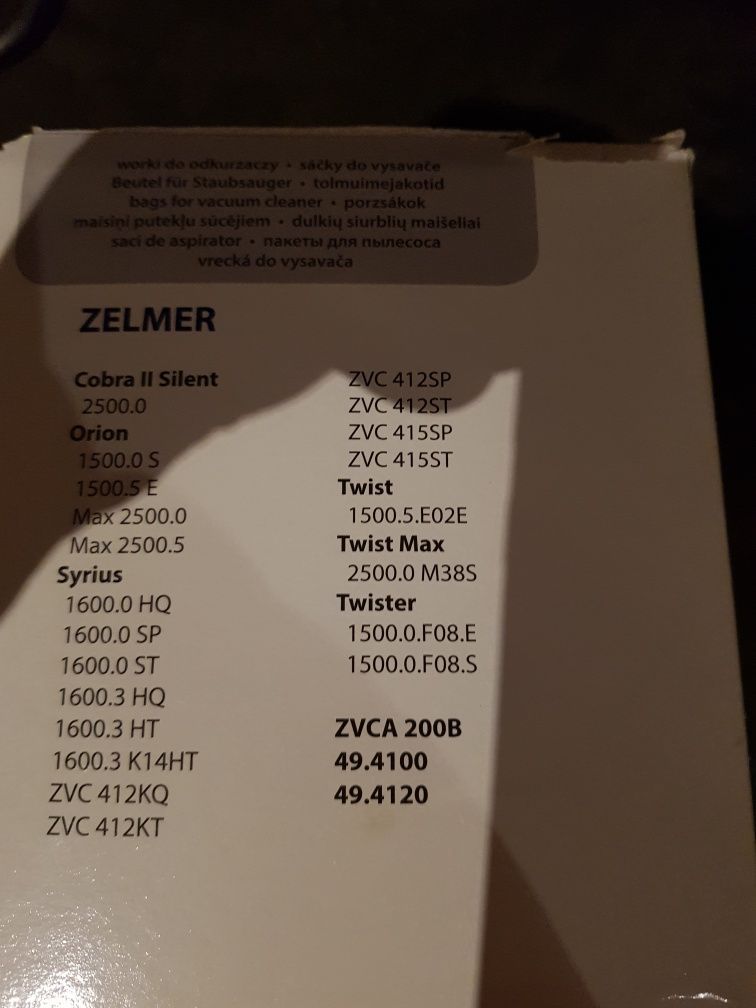 worki do odkurzaczy • sáčky do vysavače
Beutel für Staubsauger • tolmuimejakotid
bags for vacuum cleaner • porzsákok
maisiņi putekļu sūcējiem • dulkių siurblių maišeliai
saci de aspirator • пакеты для пылесоса
vrecká do vysavača
ZELMER
Cobra II Silent
2500.0
Orion
1500.0 S
1500.5 E
Max 2500.0
Max 2500.5
Syrius
1600.0 HQ
1600.0 SP
1600.0 ST
1600.3 HQ
1600.3 HT
1600.3 K14HT
ZVC 412KQ
ZVC 412KT
ZVC 412SP
ZVC 412ST
ZVC 415SP
ZVC 415ST
Twist
1500.5.E02E
Twist Max
2500.0 M38S
Twister
1500.0.F08.E
1500.0.F08.S
ZVCA 200B
49.4100
49.4120